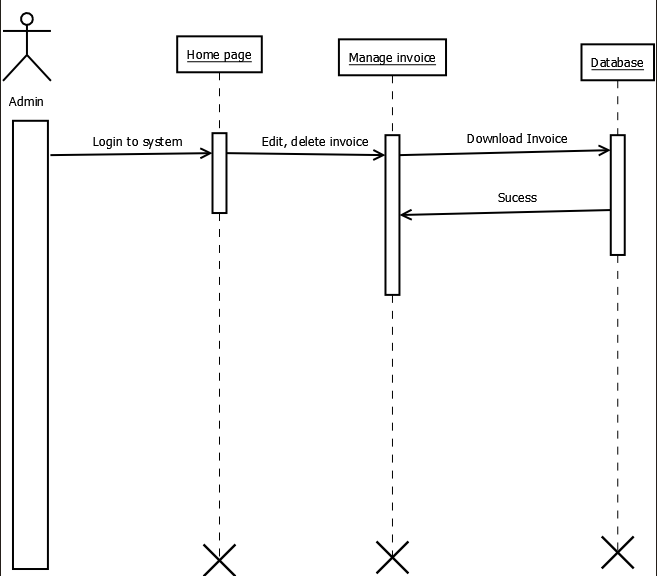 Home page
Manage invoice
Database
Admin
Login to system
Edit, delete invoice
Download Invoice
Sucess